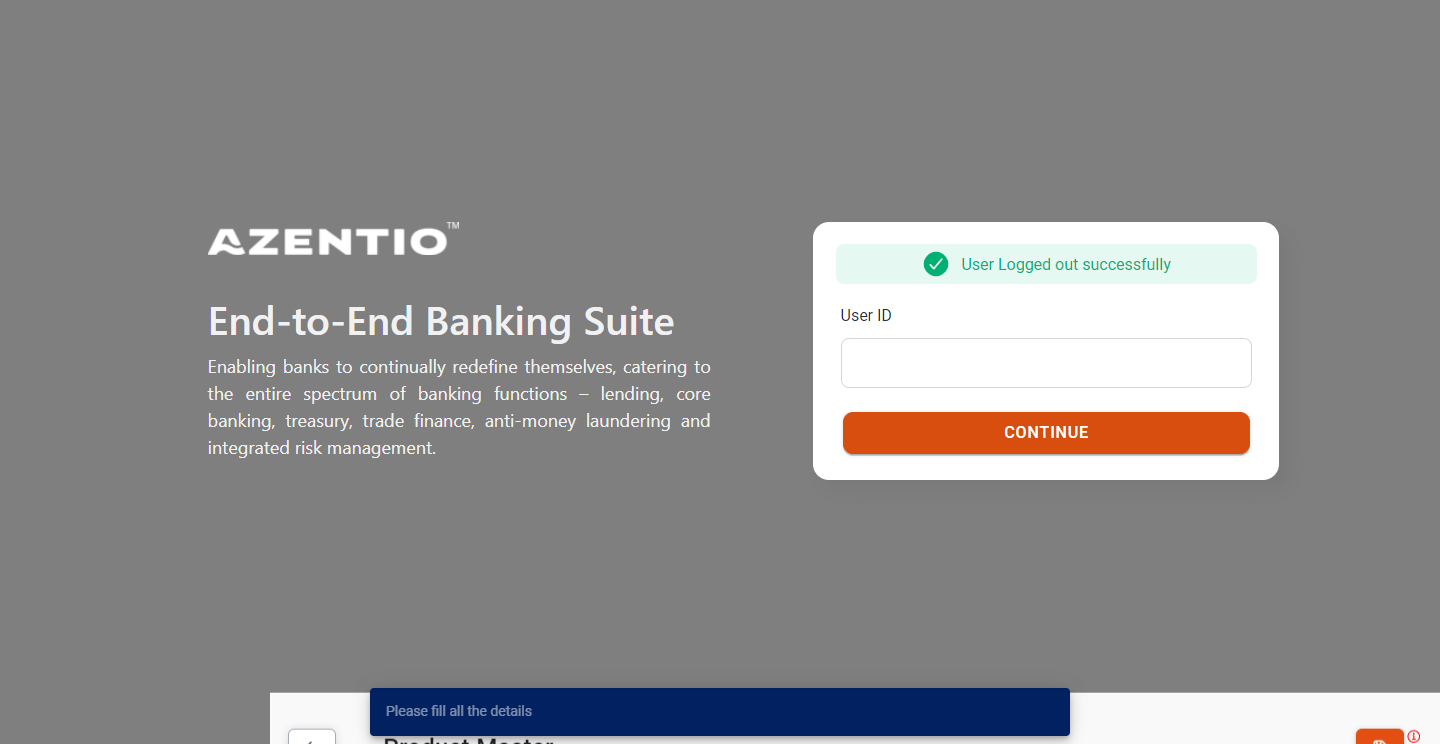 AZENTIO™
End-to-End Banking Suite
Enabling banks to continually redefine themselves, catering to
the entire spectrum of banking functions – lending, core
banking, treasury, trade finance, anti-money laundering and
integrated risk management.
User Logged out successfully
User ID
CONTINUE
Please fill all the details
Product Master